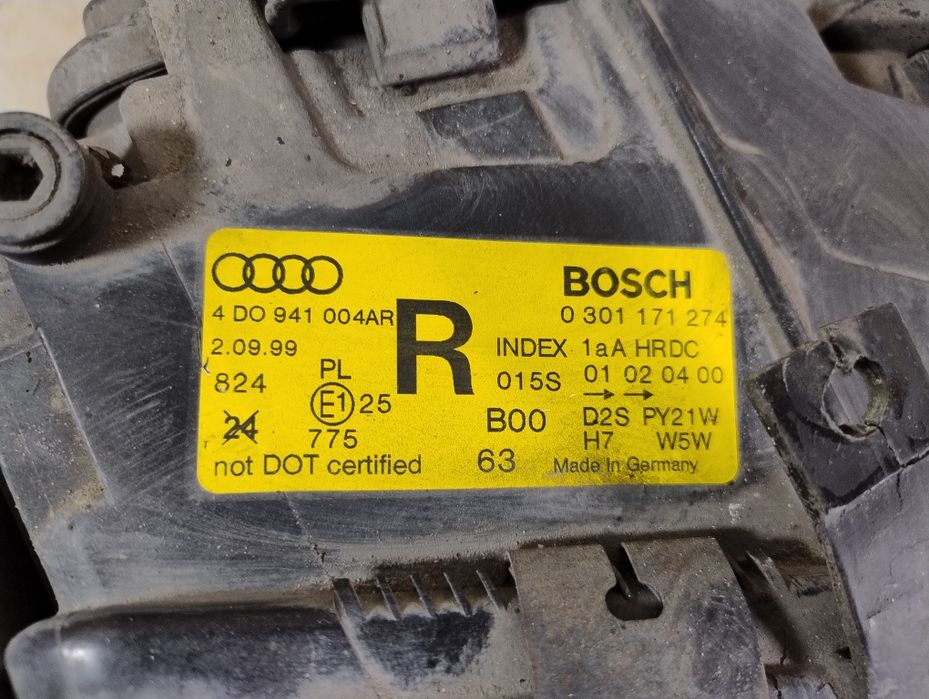 BOSCH
4 DO 941 004AR
0 301 171 274
R
2.09.99
INDEX 1aA HRDC
824
PL
015S
01 02 04 00
→ →
E1 25
24
B00
D2S PY21W
775
H7 W5W
not DOT certified
63
Made In Germany